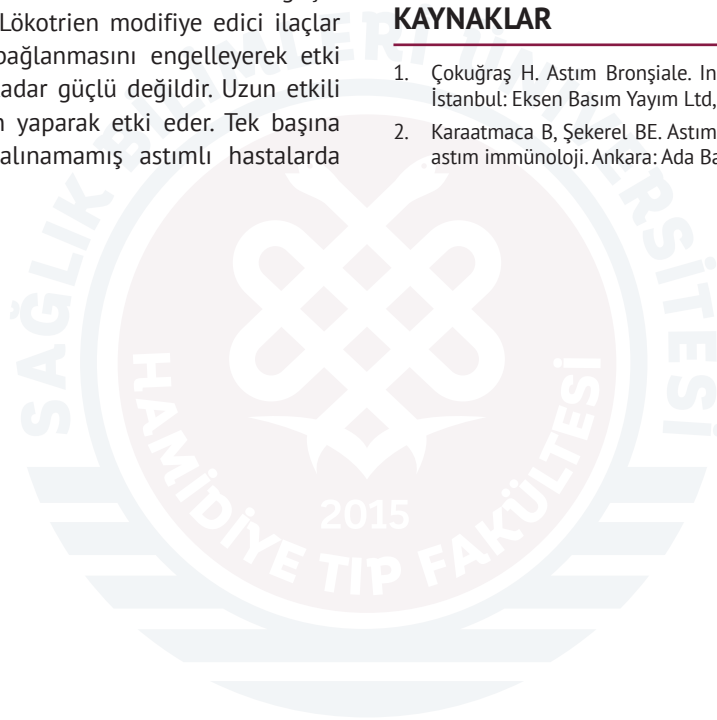 Lökotrien modifiye edici ilaçlar
bağlanmasını engelleyerek etki
adar güçlü değildir. Uzun etkili
yaparak etki eder. Tek başına
alınamamış astımlı hastalarda
KAYNAKLAR
1. Çokuğraş H. Astım Bronşiale. In
İstanbul: Eksen Basım Yayım Ltd,
2. Karaatmaca B, Şekerel BE. Astım
astım immünoloji. Ankara: Ada Ba
SAĞLIK BİLİMLERİ ÜNİVERSİTESİ
HAMİDİYE TIP FAKÜLTESİ
2015